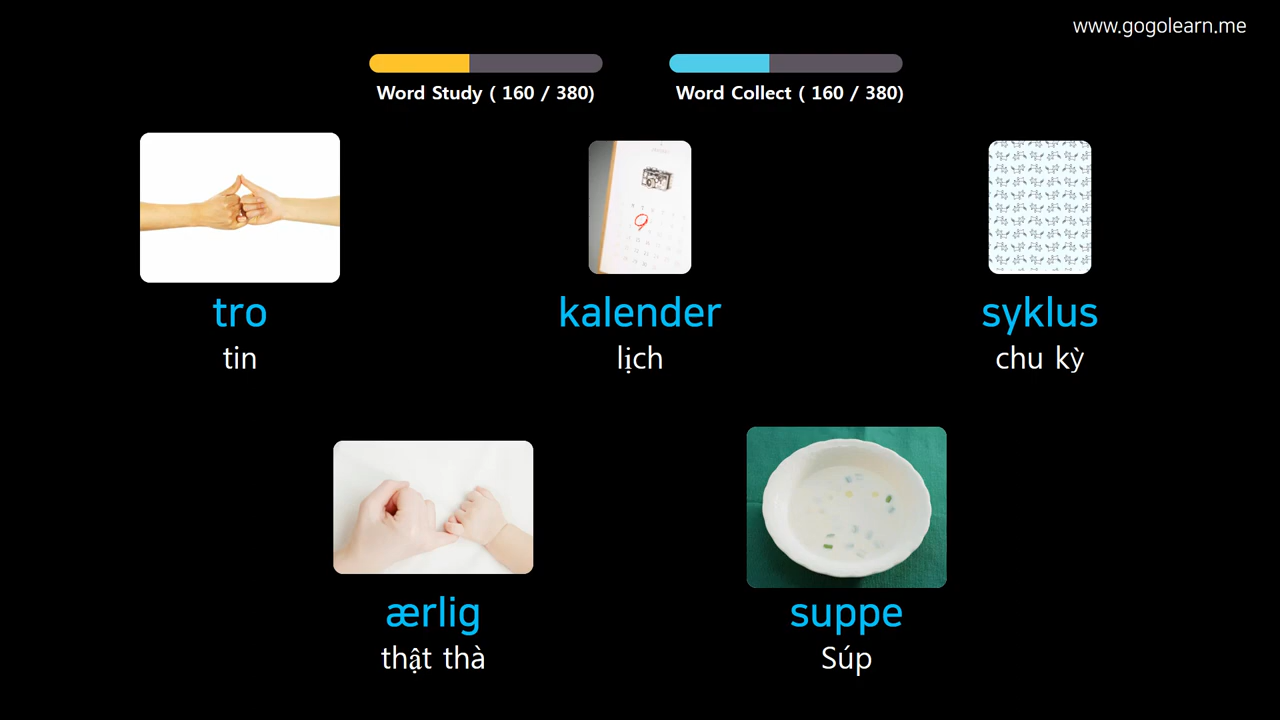 www.gogolearn.me
Word Study ( 160 / 380)
Word Collect ( 160 / 380)
tro
tin
kalender
lịch
syklus
chu kỳ
ærlig
thật thà
suppe
Súp